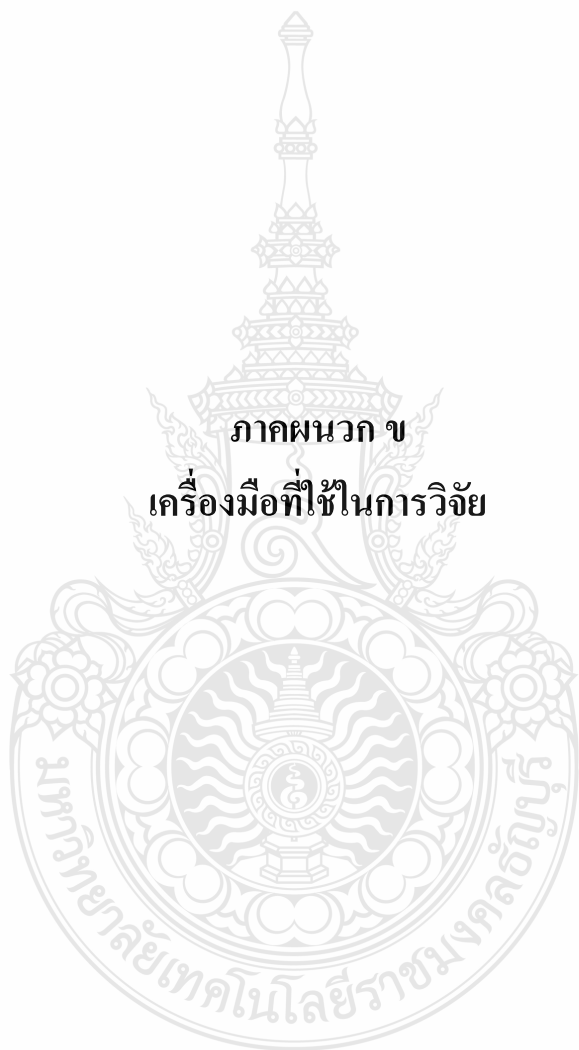 ภาคผนวก ข
เครื่องมือที่ใช้ในการวิจัย
มหาวิทยาลัยเทคโนโลยีราชมงคลธัญบุรี